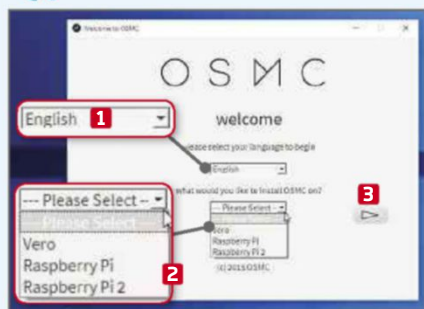 Welcome to OSMC
OSMC
welcome
Please select your language to begin
English
English
1
What would you like to install OSMC on?
--- Please Select --
--- Please Select
Vero
Raspberry Pi
Raspberry Pi 2
(c) 2015 OSMC
--- Please Select --
--- Please Select
Vero
Raspberry Pi
Raspberry Pi 2
2
3